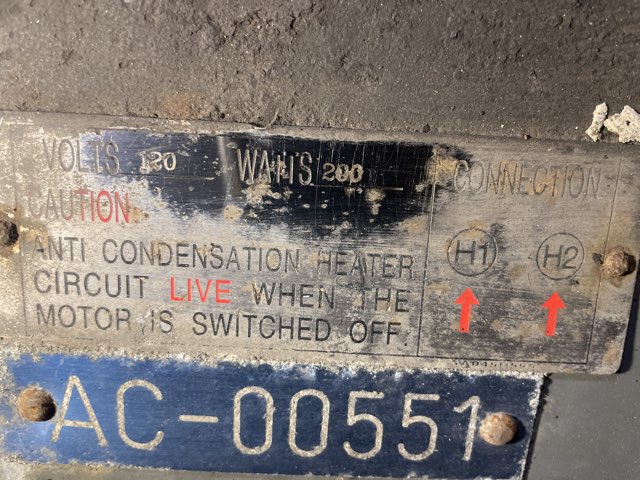 VOLTS 120 WATTS 200 CONNECTION
CAUTION
ANTI CONDENSATION HEATER H1 H2
CIRCUIT LIVE WHEN THE
MOTOR IS SWITCHED OFF.
AC-00551